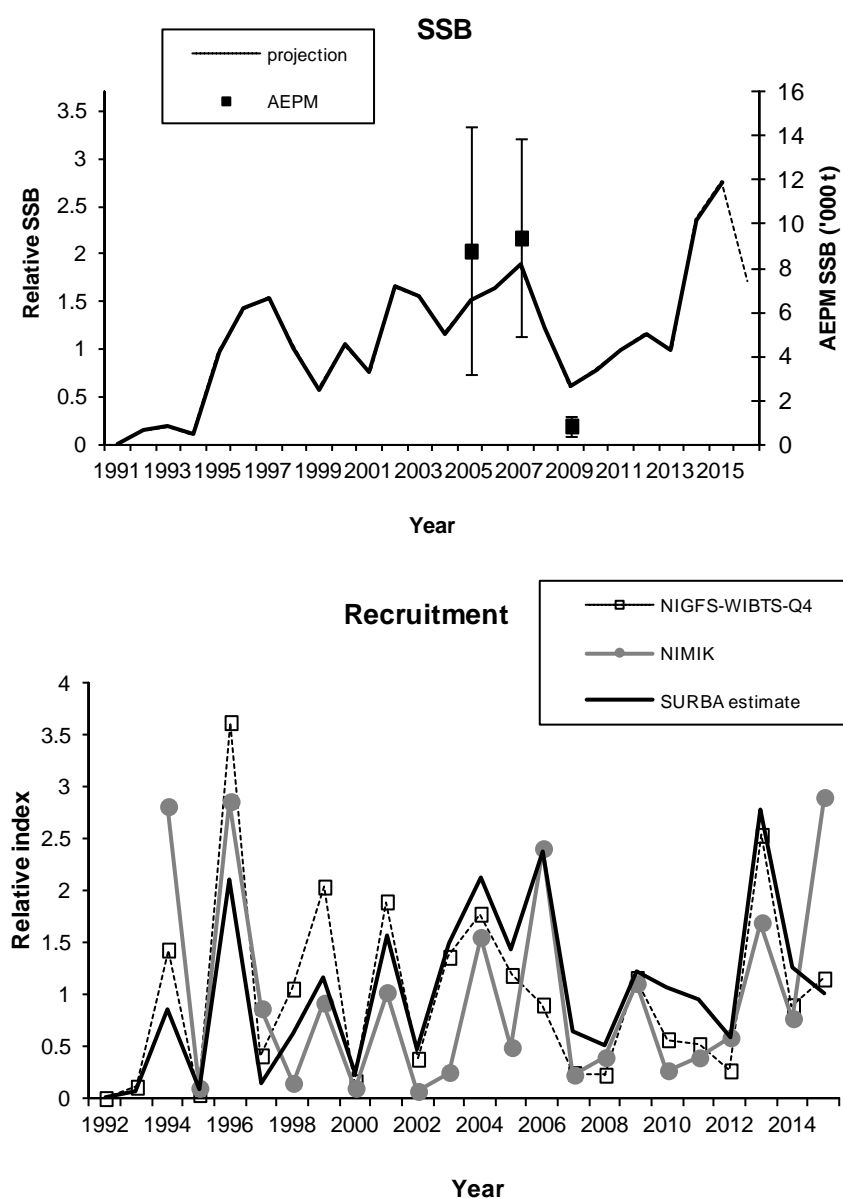 SSB
projection
AEPM
3.5
3
2.5
2
1.5
1
0.5
0
Relative SSB
16
14
12
10
8
6
4
2
0
AEPM SSB ('000 t)
1991 1993 1995 1997 1999 2001 2003 2005 2007 2009 2011 2013 2015
Year
NIGFS-WIBTS-Q4
NIMIK
SURBA estimate
Recruitment
4
3.5
3
2.5
2
1.5
1
0.5
0
Relative index
1992 1994 1996 1998 2000 2002 2004 2006 2008 2010 2012 2014
Year